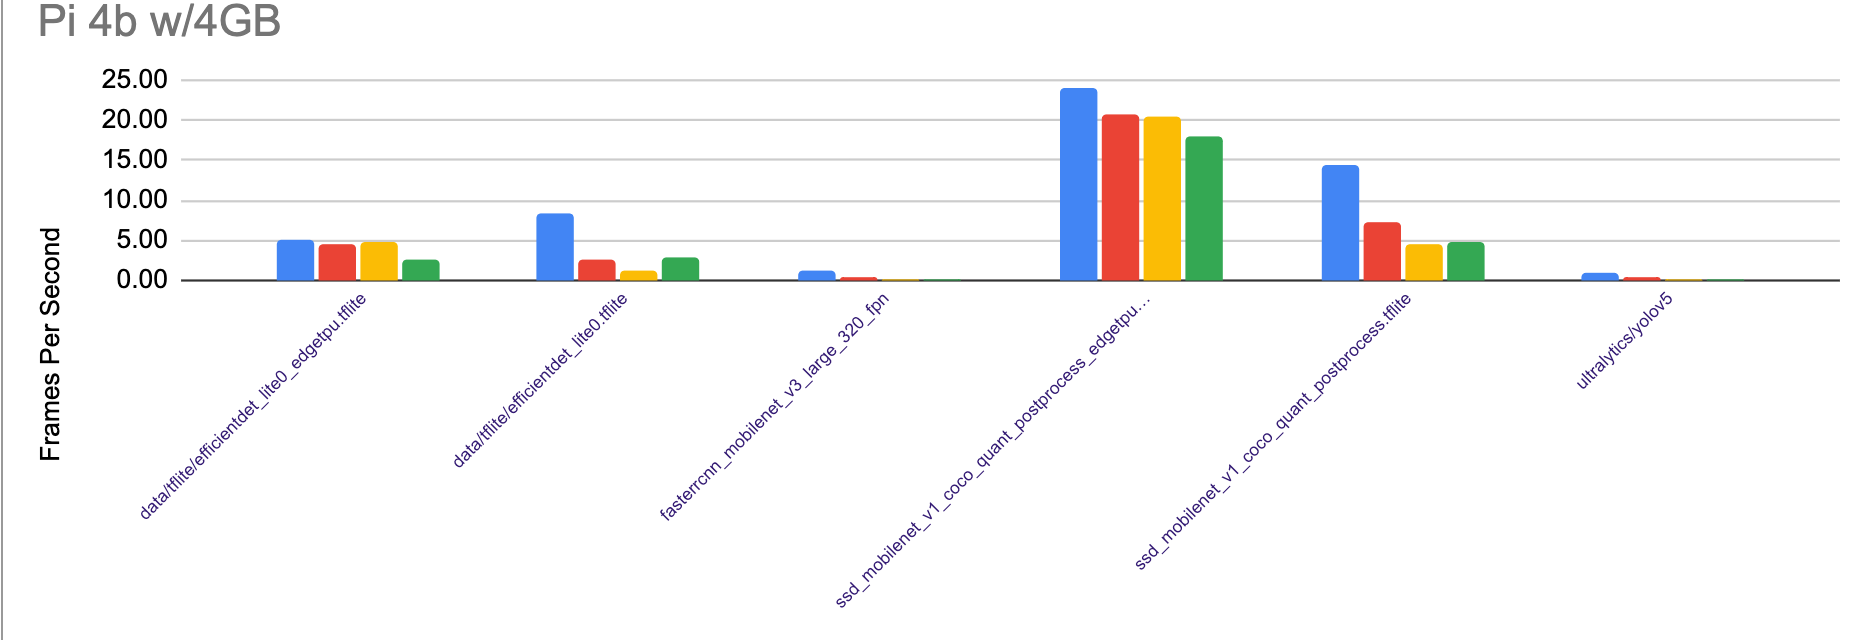 Pi 4b w/4GB
25.00
20.00
15.00
10.00
5.00
0.00
Frames Per Second
data/tflite/efficientdet_lite0_edgetpu.tflite
data/tflite/efficientdet_lite0.tflite
fasterrcnn_mobilenet_v3_large_320_fpn
ssd_mobilenet_v1_coco_quant_postprocess_edgetpu…
ssd_mobilenet_v1_coco_quant_postprocess.tflite
ultralytics/yolov5